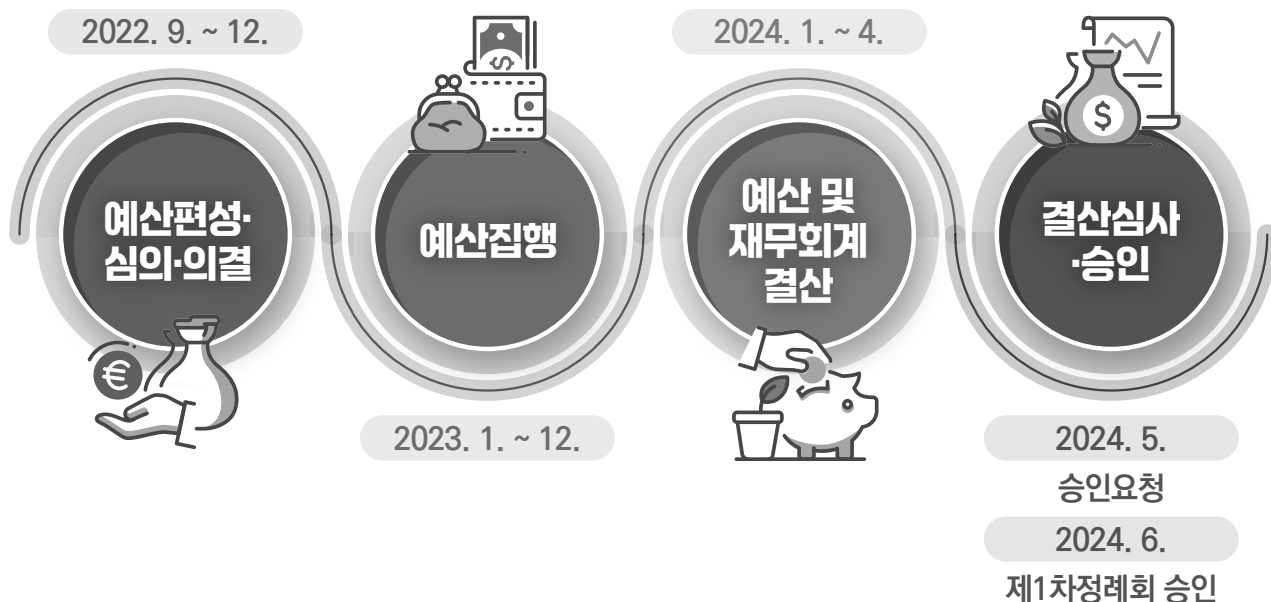 2022. 9. ~ 12.
예산편성·
심의·의결
예산집행
2023. 1. ~ 12.
2024. 1. ~ 4.
예산 및
재무회계
결산
결산심사
·승인
2024. 5.
승인요청
2024. 6.
제1차정례회 승인